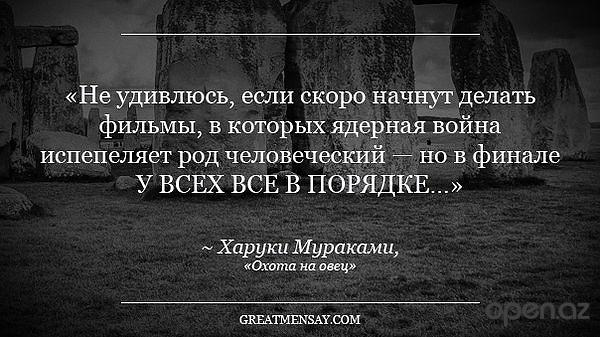 «Не удивлюсь, если скоро начнут делать
фильмы, в которых ядерная война
испепеляет род человеческий — но в финале
У ВСЕХ ВСЕ В ПОРЯДКЕ...»
~ Харуки Мураками,
«Охота на овец»
GREATMENSAY.COM
open.az